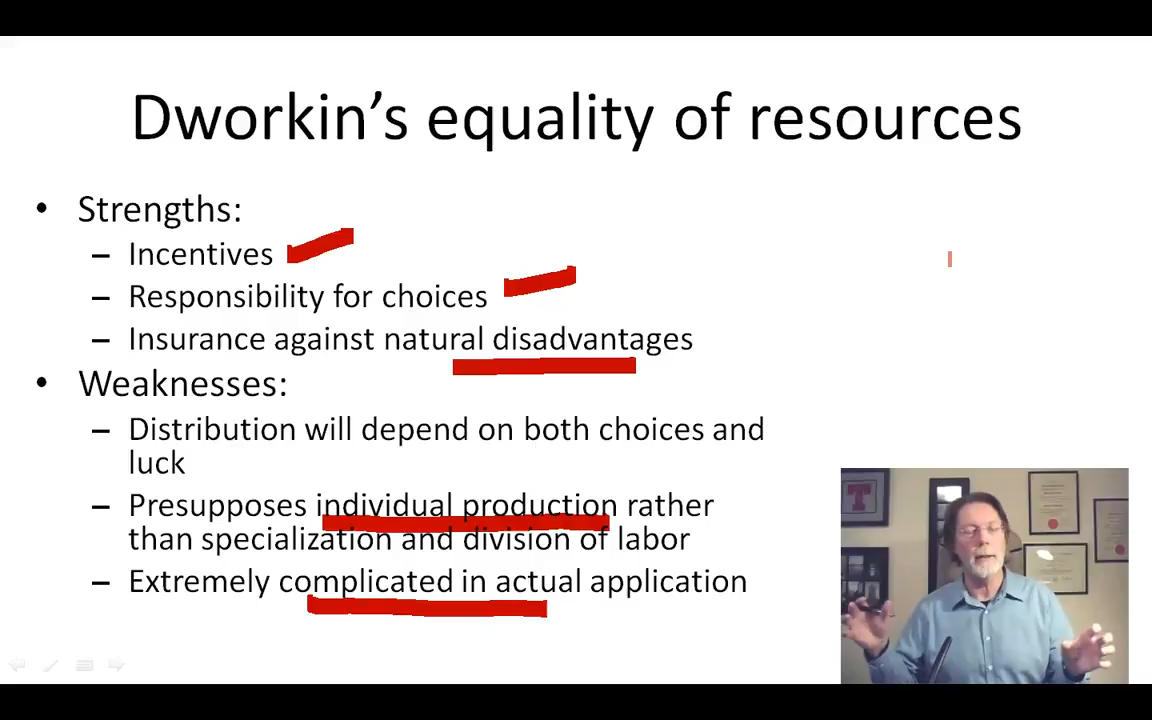 Dworkin's equality of resources
• Strengths:
– Incentives
– Responsibility for choices
– Insurance against natural disadvantages
• Weaknesses:
– Distribution will depend on both choices and
luck
– Presupposes individual production rather
than specialization and division of labor
– Extremely complicated in actual application
T